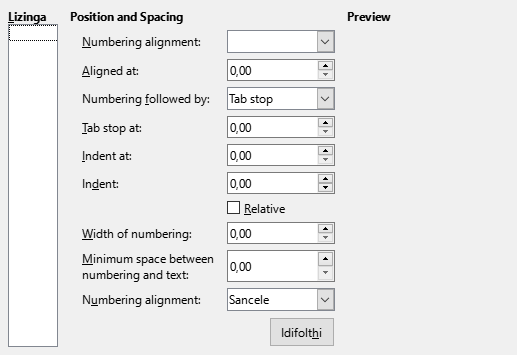 Lizinga
Position and Spacing
Preview
Numbering alignment:
Aligned at: 0,00
Numbering followed by: Tab stop
Tab stop at: 0,00
Indent at: 0,00
Indent: 0,00
Relative
Width of numbering: 0,00
Minimum space between
numbering and text: 0,00
Numbering alignment: Sancele
Idifolthi